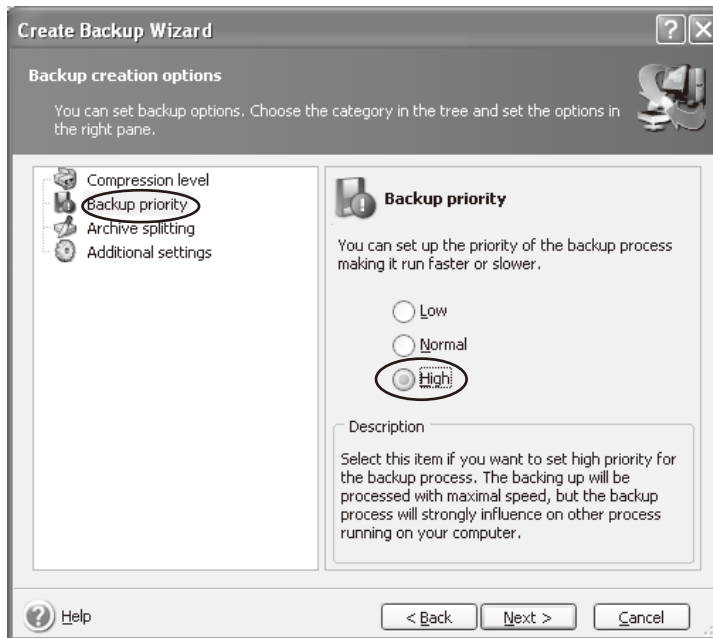 Create Backup Wizard
Backup creation options
You can set backup options. Choose the category in the tree and set the options in
the right pane.
Compression level
Backup priority
Archive splitting
Additional settings
Backup priority
You can set up the priority of the backup process
making it run faster or slower.
Low
Normal
High
Description
Select this item if you want to set high priority for
the backup process. The backing up will be
processed with maximal speed, but the backup
process will strongly influence on other process
running on your computer.
Help
< Back
Next >
Cancel